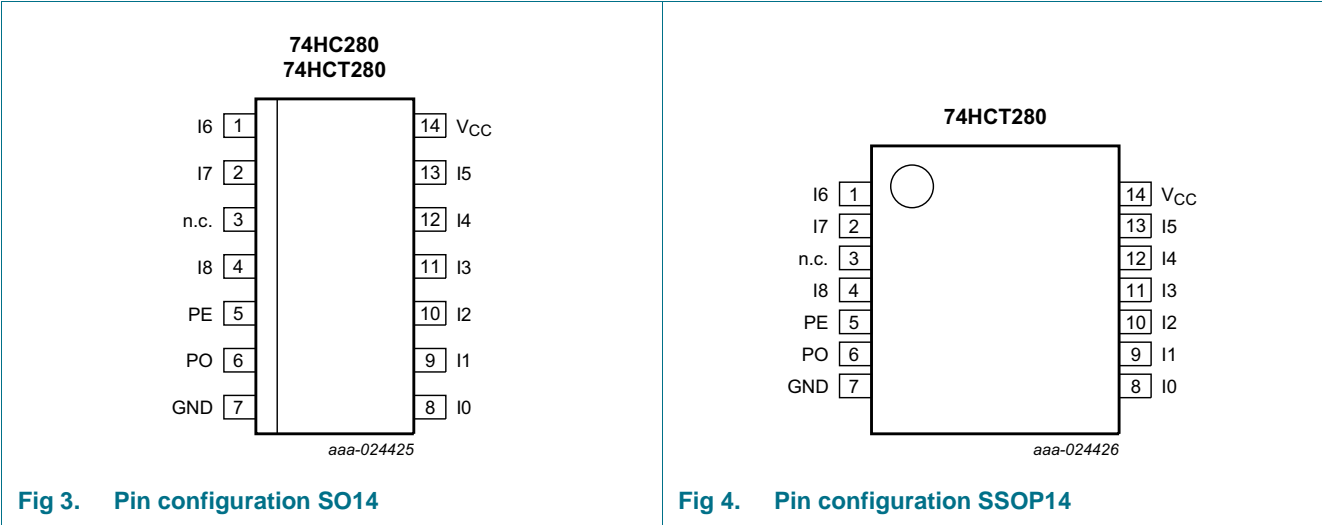 74HC280
74HCT280
I6 1 14 VCC
I7 2 13 I5
n.c. 3 12 I4
I8 4 11 I3
PE 5 10 I2
PO 6 9 I1
GND 7 8 I0
aaa-024425
Fig 3. Pin configuration SO14
74HCT280
I6 1 14 VCC
I7 2 13 I5
n.c. 3 12 I4
I8 4 11 I3
PE 5 10 I2
PO 6 9 I1
GND 7 8 I0
aaa-024426
Fig 4. Pin configuration SSOP14